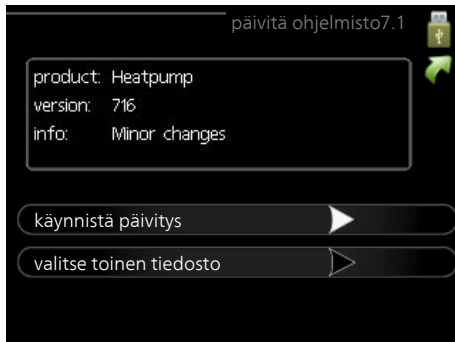 päivitä ohjelmisto7.1
product: Heatpump
version: 716
info: Minor changes
käynnistä päivitys
valitse toinen tiedosto